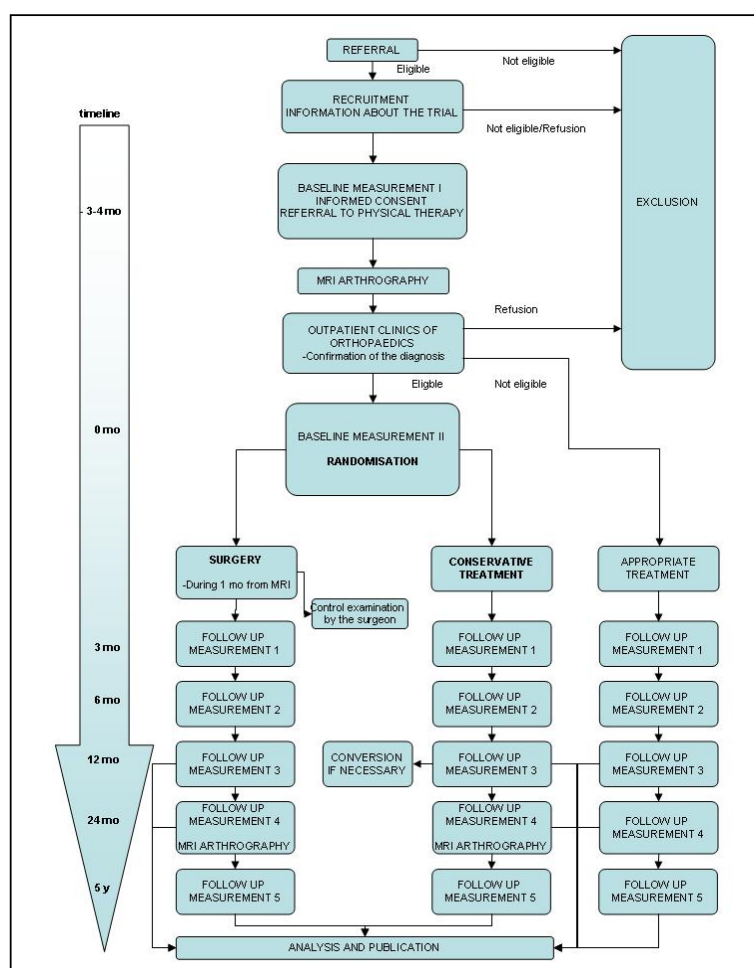 REFERRAL
Not eligible
Eligible
RECRUITMENT
INFORMATION ABOUT THE TRIAL
Not eligible/Refusion
EXCLUSION
timeline
- 3-4 mo
BASELINE MEASUREMENT I
INFORMED CONSENT
REFERRAL TO PHYSICAL THERAPY
MRI ARTHROGRAPHY
OUTPATIENT CLINICS OF
ORTHOPAEDICS
-Confirmation of the diagnosis
Refusion
Eligble
Not eligible
0 mo
BASELINE MEASUREMENT II
RANDOMISATION
SURGERY
-During 1 mo from MRI
CONSERVATIVE
TREATMENT
APPROPRIATE
TREATMENT
Control examination
by the surgeon
3 mo
FOLLOW UP
MEASUREMENT 1
FOLLOW UP
MEASUREMENT 1
FOLLOW UP
MEASUREMENT 1
6 mo
FOLLOW UP
MEASUREMENT 2
FOLLOW UP
MEASUREMENT 2
FOLLOW UP
MEASUREMENT 2
12 mo
FOLLOW UP
MEASUREMENT 3
CONVERSION
IF NECESSARY
FOLLOW UP
MEASUREMENT 3
FOLLOW UP
MEASUREMENT 3
24 mo
FOLLOW UP
MEASUREMENT 4
MRI ARTHROGRAPHY
FOLLOW UP
MEASUREMENT 4
MRI ARTHROGRAPHY
FOLLOW UP
MEASUREMENT 4
5 y
FOLLOW UP
MEASUREMENT 5
FOLLOW UP
MEASUREMENT 5
FOLLOW UP
MEASUREMENT 5
ANALYSIS AND PUBLICATION